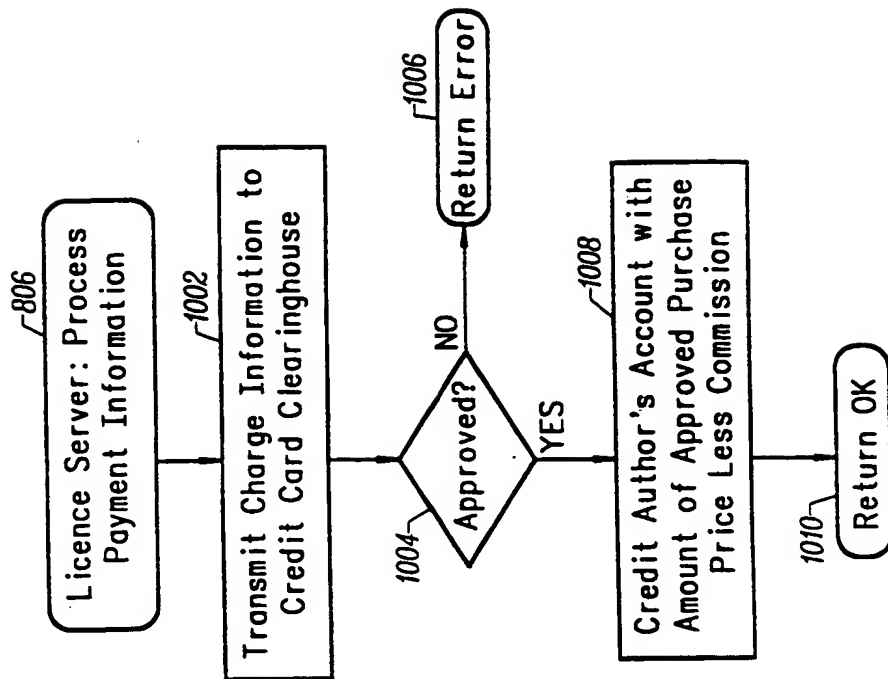 806
Licence Server: Process
Payment Information
1002
Transmit Charge Information to
Credit Card Clearinghouse
1004
Approved?
NO
1006
Return Error
YES
1008
Credit Author's Account with
Amount of Approved Purchase
Price Less Commission
1010
Return OK